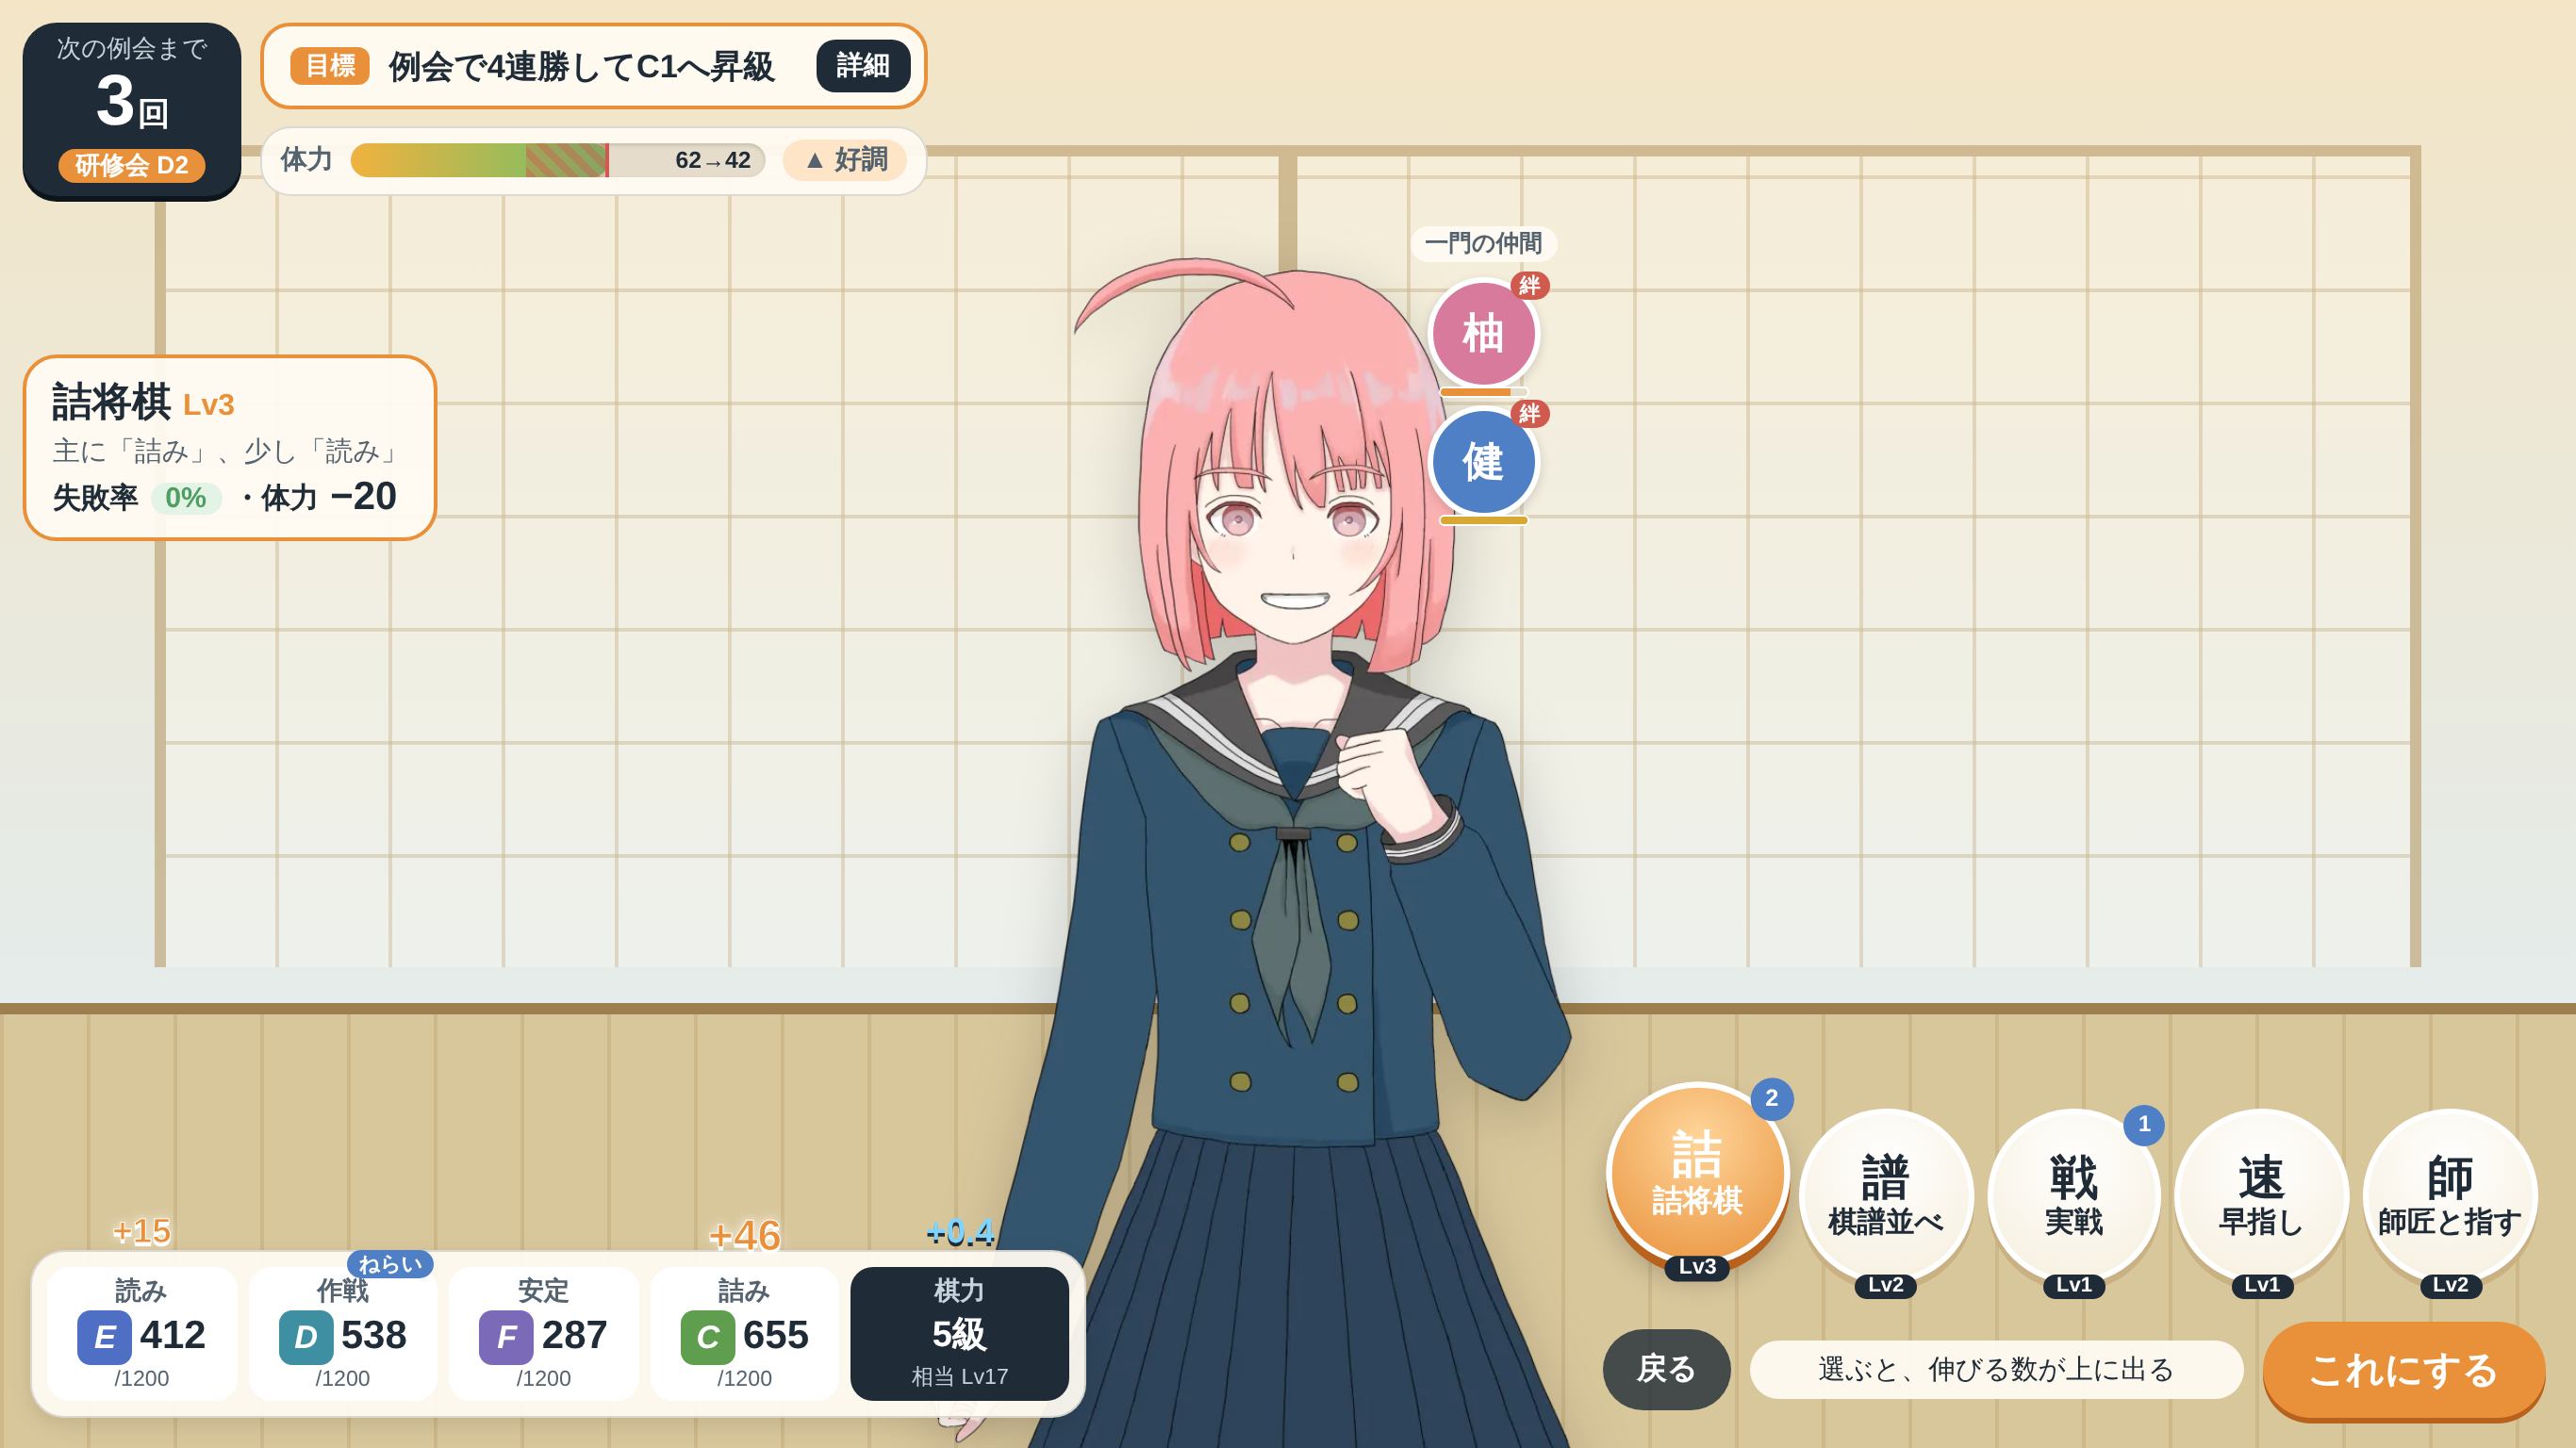 次の例会まで
3回
研修会 D2
目標 例会で4連勝してC1へ昇級 詳細
体力 62→42 ▲ 好調
一門の仲間
柚 絆
健 絆
詰将棋 Lv3
主に「詰み」、少し「読み」
失敗率 0% ・体力 −20
+15 +46 +0.4
読み
E 412
/1200
ねらい
作戦
D 538
/1200
安定
F 287
/1200
詰み
C 655
/1200
棋力
5級
相当 Lv17
2
詰
詰将棋
Lv3
譜
棋譜並べ
Lv2
1
戦
実戦
Lv1
速
早指し
Lv1
師
師匠と指す
Lv2
戻る 選ぶと、伸びる数が上に出る これにする